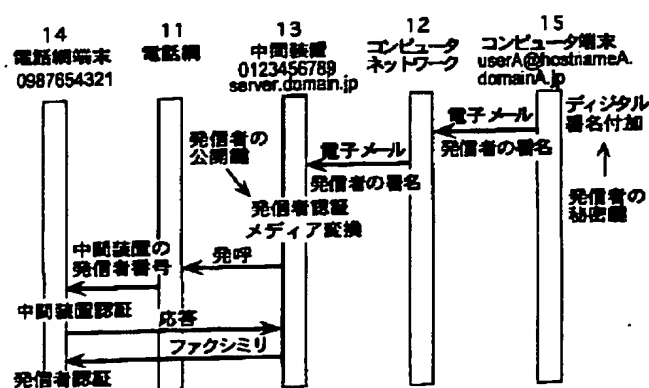 14
電話網端末
0987654321
11
電話網
13
中間装置
0123456789
server.domain.jp
12
コンピュータ
ネットワーク
15
コンピュータ端末
userA@hostnameA.
domainA.jp
ディジタル
署名付加
電子メール
発信者の署名
発信者の
秘密鍵
電子メール
発信者の署名
発信者の
公開鍵
発信者認証
メディア変換
発呼
中間装置の
発信者番号
中間装置認証
応答
ファクシミリ
発信者認証